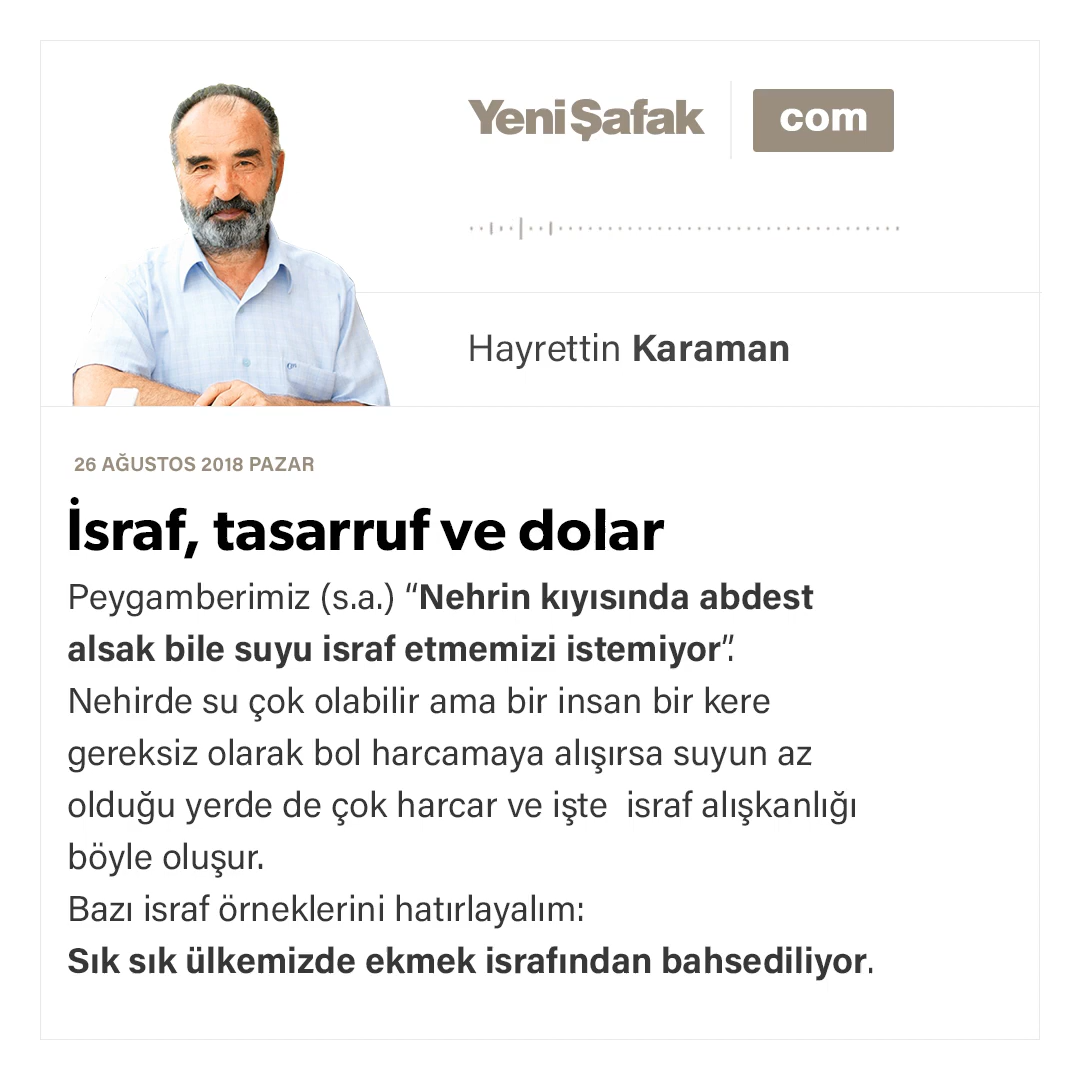 YeniŞafak com
Hayrettin Karaman
26 AĞUSTOS 2018 PAZAR
İsraf, tasarruf ve dolar
Peygamberimiz (s.a.) “Nehrin kıyısında abdest
alsak bile suyu israf etmemizi istemiyor”.
Nehirde su çok olabilir ama bir insan bir kere
gereksiz olarak bol harcamaya alışırsa suyun az
olduğu yerde de çok harcar ve işte  israf alışkanlığı
böyle oluşur.
Bazı israf örneklerini hatırlayalım:
Sık sık ülkemizde ekmek israfından bahsediliyor.